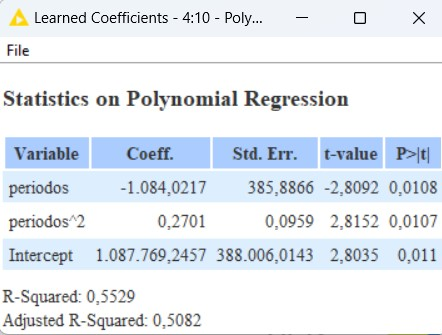 Learned Coefficients - 4:10 - Poly...
File
Statistics on Polynomial Regression
Variable Coeff. Std. Err. t-value P>|t|
periodos -1.084,0217 385,8866 -2,8092 0,0108
periodos^2 0,2701 0,0959 2,8152 0,0107
Intercept 1.087.769,2457 388.006,0143 2,8035 0,011
R-Squared: 0,5529
Adjusted R-Squared: 0,5082